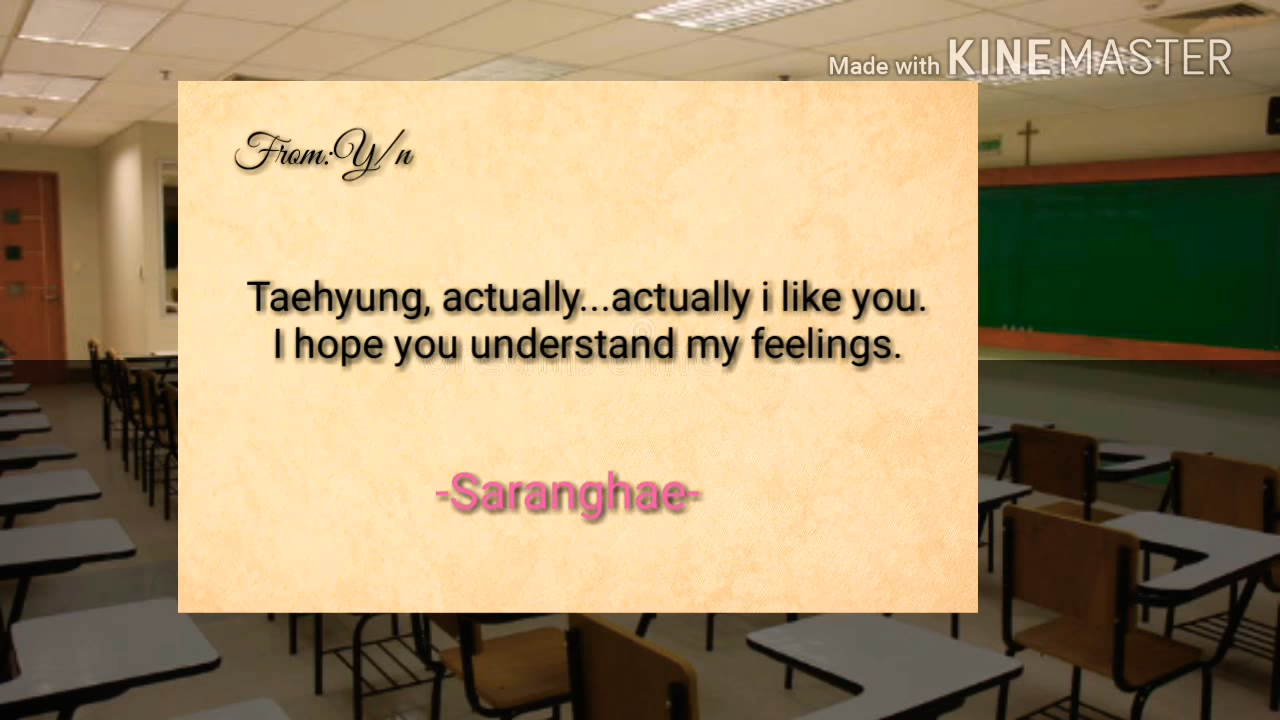 Made with KINEMASTER
From:Y/n
Taehyung, actually...actually i like you.
I hope you understand my feelings.
-Saranghae-